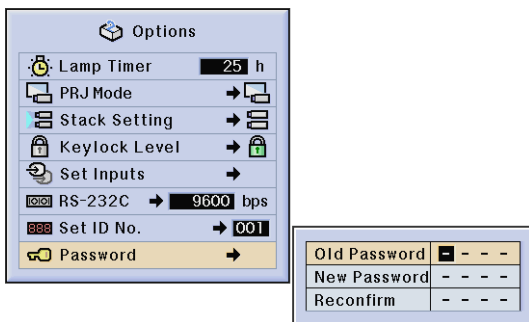 Options
Lamp Timer 25 h
PRJ Mode
Stack Setting
Keylock Level
Set Inputs
RS-232C 9600 bps
888 Set ID No. 001
Password
Old Password - - - -
New Password - - - -
Reconfirm - - - -